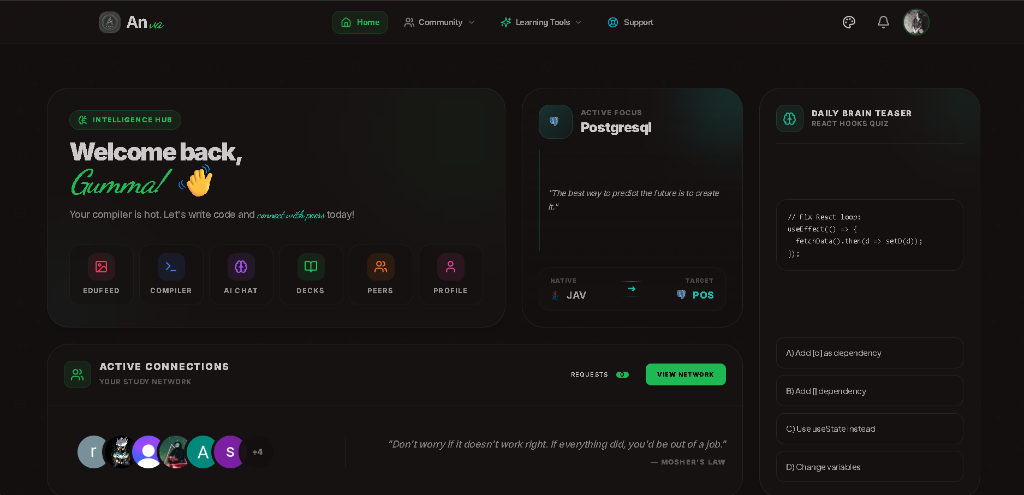 An va
Home
Community
Learning Tools
Support
INTELLIGENCE HUB
Welcome back,
Gumma!
Your compiler is hot. Let's write code and connect with peers today!
EDUFEED
COMPILER
AI CHAT
DECKS
PEERS
PROFILE
ACTIVE FOCUS
Postgresql
"The best way to predict the future is to create
it."
NATIVE
JAV
TARGET
POS
DAILY BRAIN TEASER
REACT HOOKS QUIZ
// Fix React loop:
useEffect(() => {
fetchData().then(d => setD(d));
});
A) Add [d] as dependency
B) Add [] dependency
C) Use useState instead
D) Change variables
ACTIVE CONNECTIONS
YOUR STUDY NETWORK
REQUESTS
VIEW NETWORK
r
A
S
+4
"Don't worry if it doesn't work right. If everything did, you'd be out of a job."
— MOSHER'S LAW